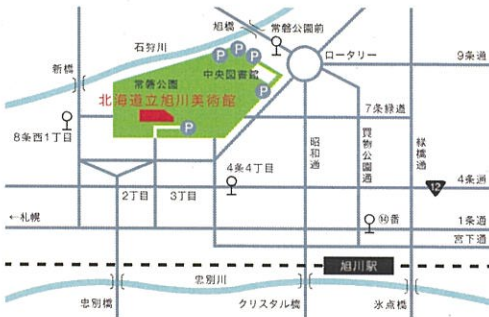 旭橋
常磐公園前
石狩川
ロータリー
9条通
新橋
中央図書館
常磐公園
北海道立旭川美術館
7条緑道
8条西1丁目
昭和通
買物公園通
緑橋通
4条4丁目
12
4条通
2丁目
3丁目
←札幌
⑭番
1条通
宮下通
旭川駅
忠別川
忠別橋
クリスタル橋
氷点橋
P
P
P
P
P